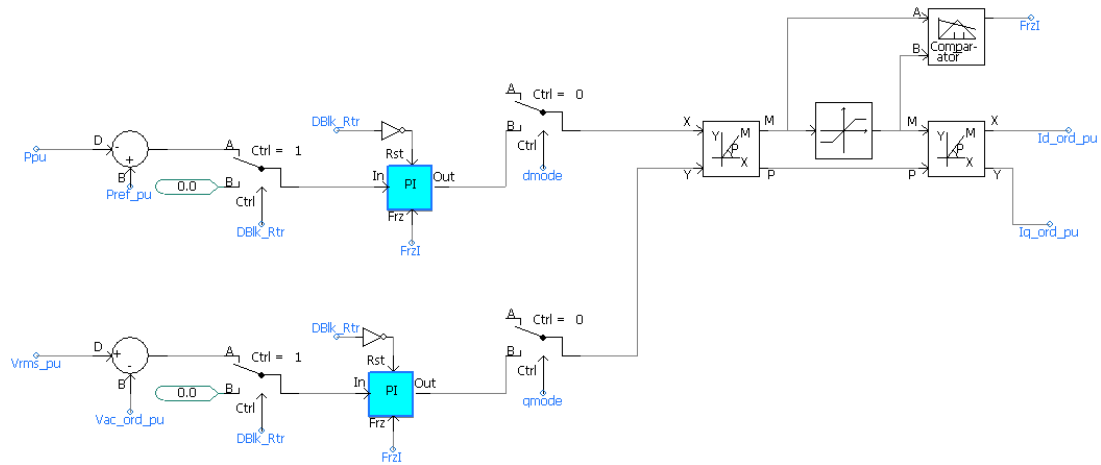 A
FrzI
B
Compar-
ator
A
Ctrl = 0
DBlk_Rtr
B
X
M
M
X
Id_ord_pu
D
-
Rst
Ctrl
Y
M
P
X
Y
M
P
X
Ppu
+
A
Ctrl = 1
In
PI
Out
dmode
Y
P
P
Y
B
Pref_pu
0.0
B
Frz
Ctrl
DBlk_Rtr
FrzI
Iq_ord_pu
A
Ctrl = 0
DBlk_Rtr
B
D
+
Rst
Ctrl
Vrms_pu
-
A
Ctrl = 1
In
PI
Out
B
0.0
B
qmode
Vac_ord_pu
Ctrl
Frz
DBlk_Rtr
FrzI